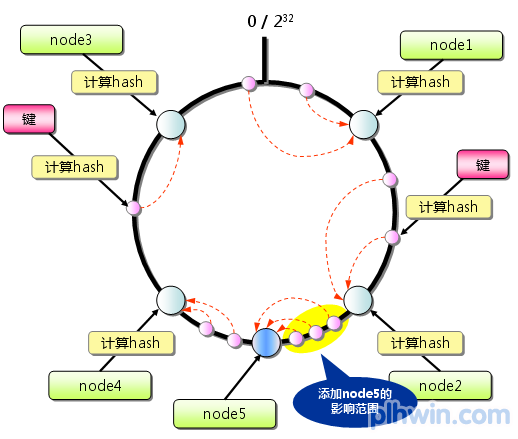 0 / 2³²
node3
node1
计算hash
计算hash
键
计算hash
键
计算hash
计算hash
计算hash
node4
node5
添加node5的
影响范围
node2
plhwin.com